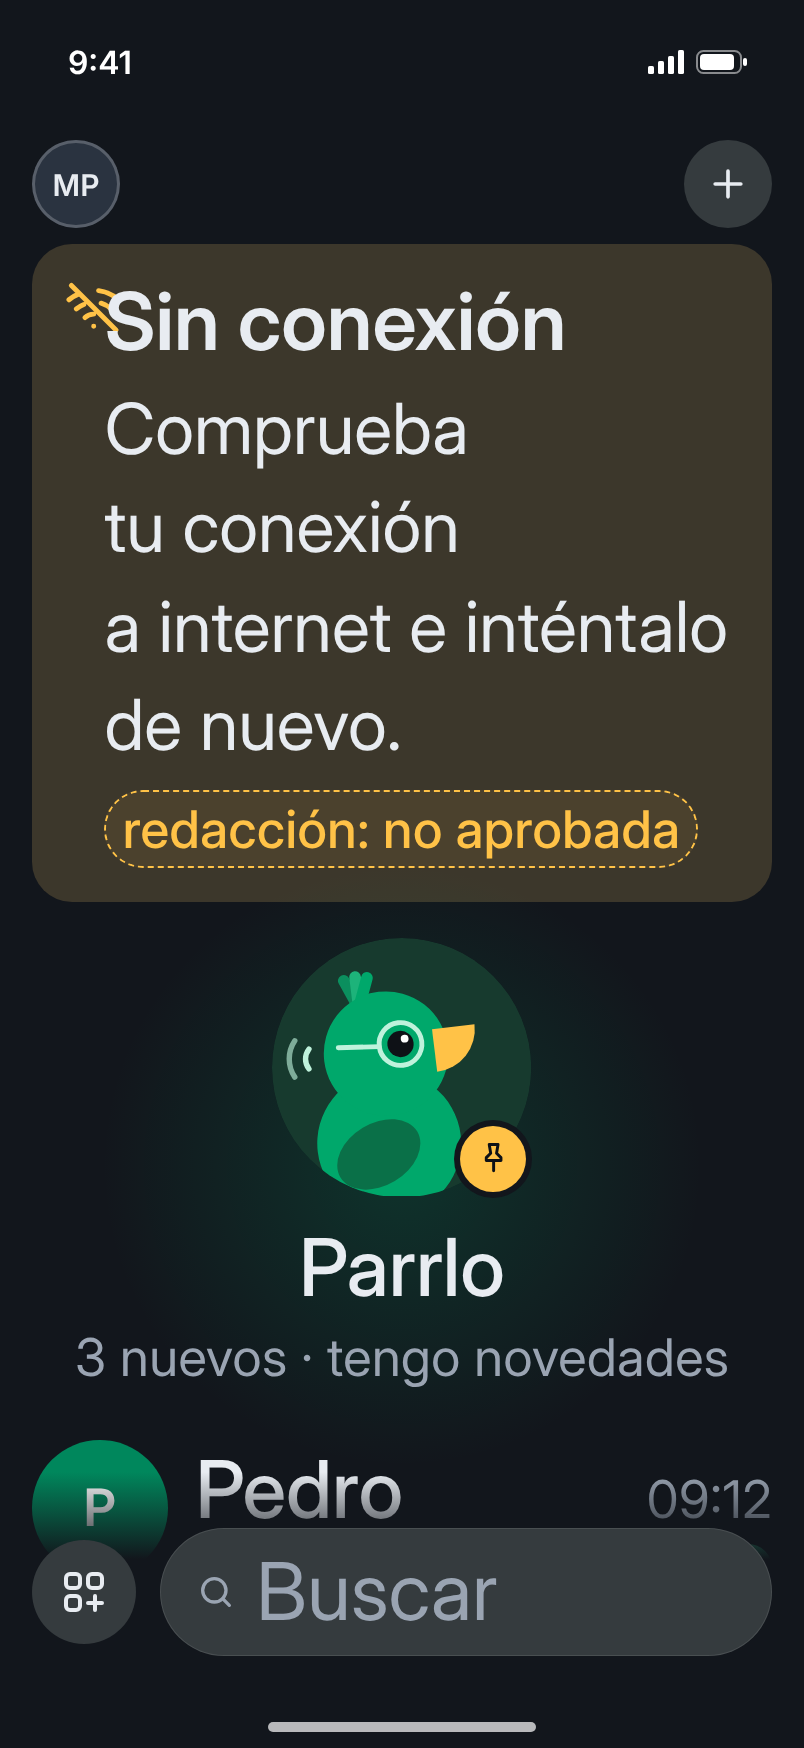 9:41
MP
Sin conexión
Comprueba
tu conexión
a internet e inténtalo
de nuevo.
redacción: no aprobada
Parrlo
3 nuevos · tengo novedades
P
Pedro
09:12
Buscar